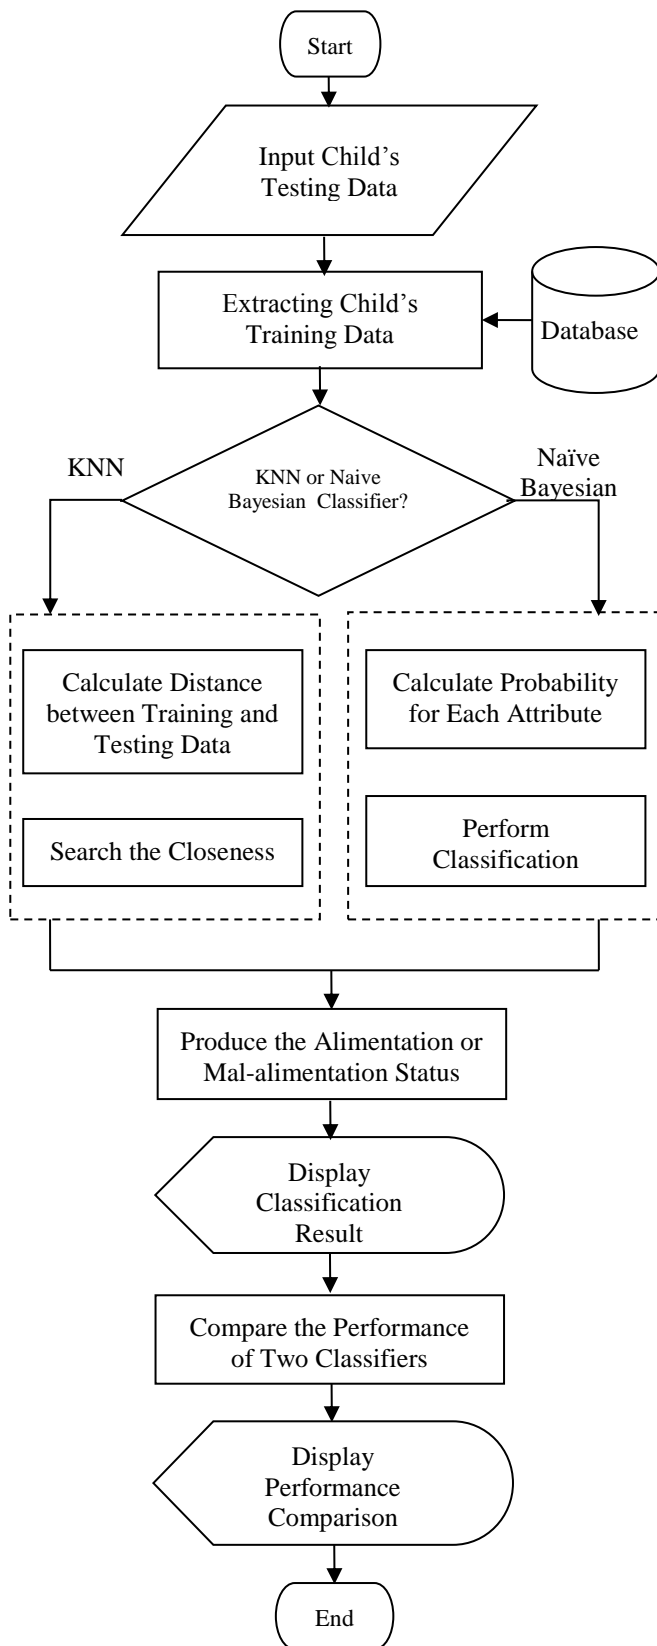 Start
Input Child's
Testing Data
Extracting Child's
Training Data
Database
KNN
KNN or Naive
Bayesian Classifier?
Naïve
Bayesian
Calculate Distance
between Training and
Testing Data
Search the Closeness
Calculate Probability
for Each Attribute
Perform
Classification
Produce the Alimentation or
Mal-alimentation Status
Display
Classification
Result
Compare the Performance
of Two Classifiers
Display
Performance
Comparison
End